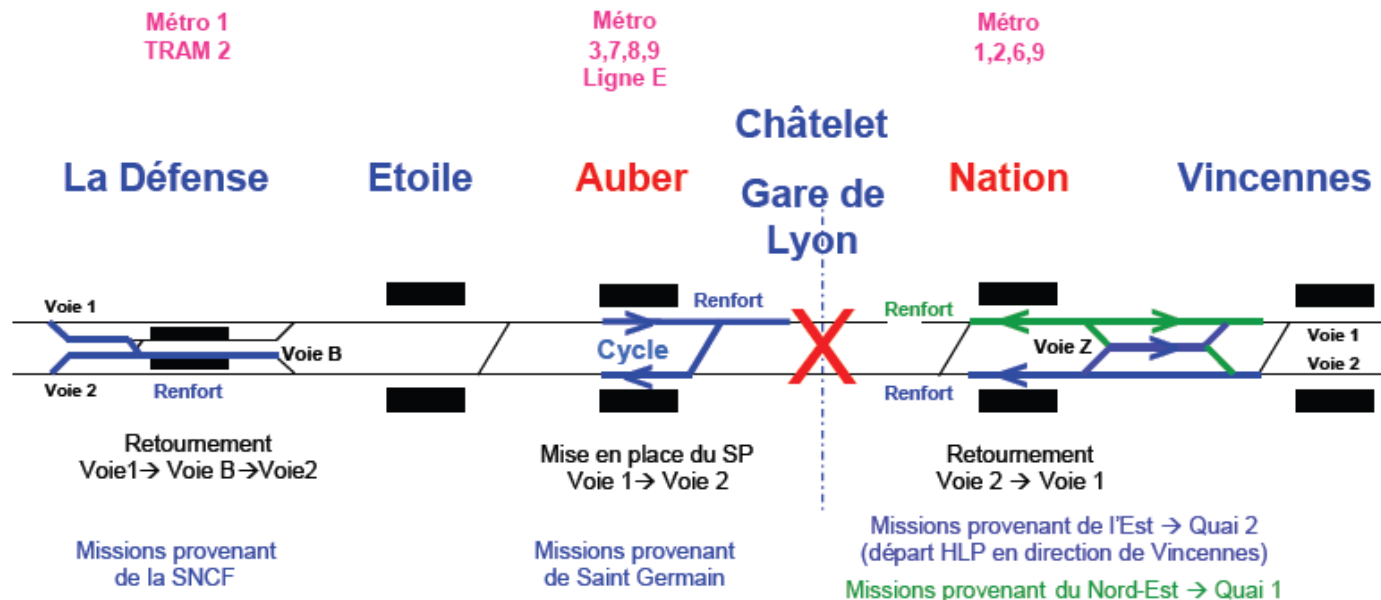 Métro 1
TRAM 2
Métro
3,7,8,9
Ligne E
Métro
1,2,6,9
Châtelet
La Défense
Etoile
Auber
Gare de
Lyon
Nation
Vincennes
Voie 1
Voie B
Voie 2
Renfort
Renfort
Cycle
Renfort
Voie Z
Renfort
Voie 1
Voie 2
Retournement
Voie1→ Voie B→Voie2
Mise en place du SP
Voie 1→ Voie 2
Retournement
Voie 2 → Voie 1
Missions provenant
de la SNCF
Missions provenant
de Saint Germain
Missions provenant de l'Est → Quai 2
(départ HLP en direction de Vincennes)
Missions provenant du Nord-Est → Quai 1